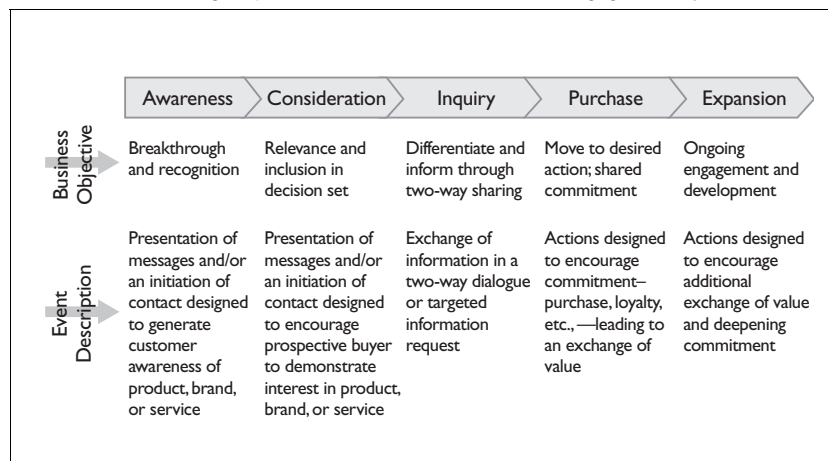 Awareness
Consideration
Inquiry
Purchase
Expansion
Business
Objective
Breakthrough
and recognition
Relevance and
inclusion in
decision set
Differentiate and
inform through
two-way sharing
Move to desired
action; shared
commitment
Ongoing
engagement and
development
Event
Description
Presentation of
messages and/or
an initiation of
contact designed
to generate
customer
awareness of
product, brand,
or service
Presentation of
messages and/or
an initiation of
contact designed
to encourage
prospective buyer
to demonstrate
interest in product,
brand, or service
Exchange of
information in a
two-way dialogue
or targeted
information
request
Actions designed
to encourage
commitment–
purchase, loyalty,
etc., —leading to
an exchange of
value
Actions designed
to encourage
additional
exchange of value
and deepening
commitment